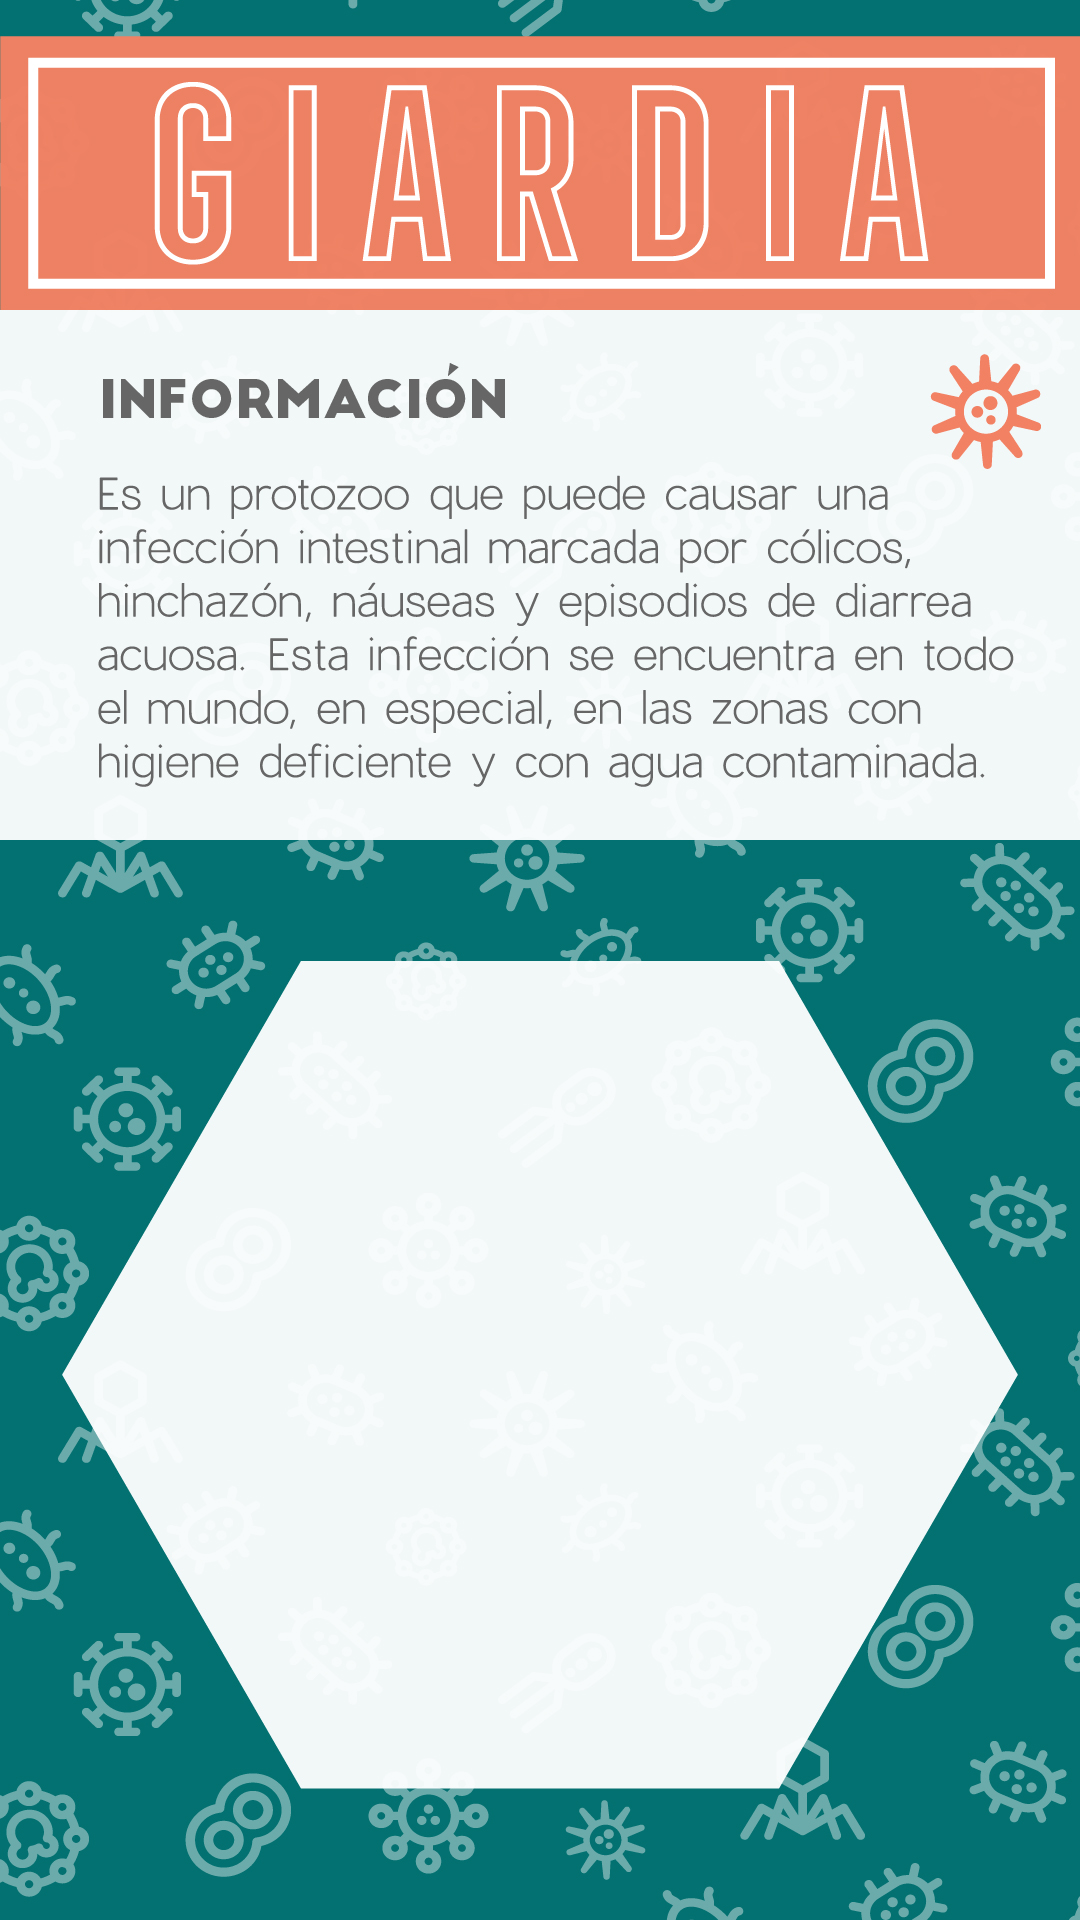 GIARDIA
INFORMACIÓN
Es un protozoo que puede causar una
infección intestinal marcada por cólicos,
hinchazón, náuseas y episodios de diarrea
acuosa. Esta infección se encuentra en todo
el mundo, en especial, en las zonas con
higiene deficiente y con agua contaminada.